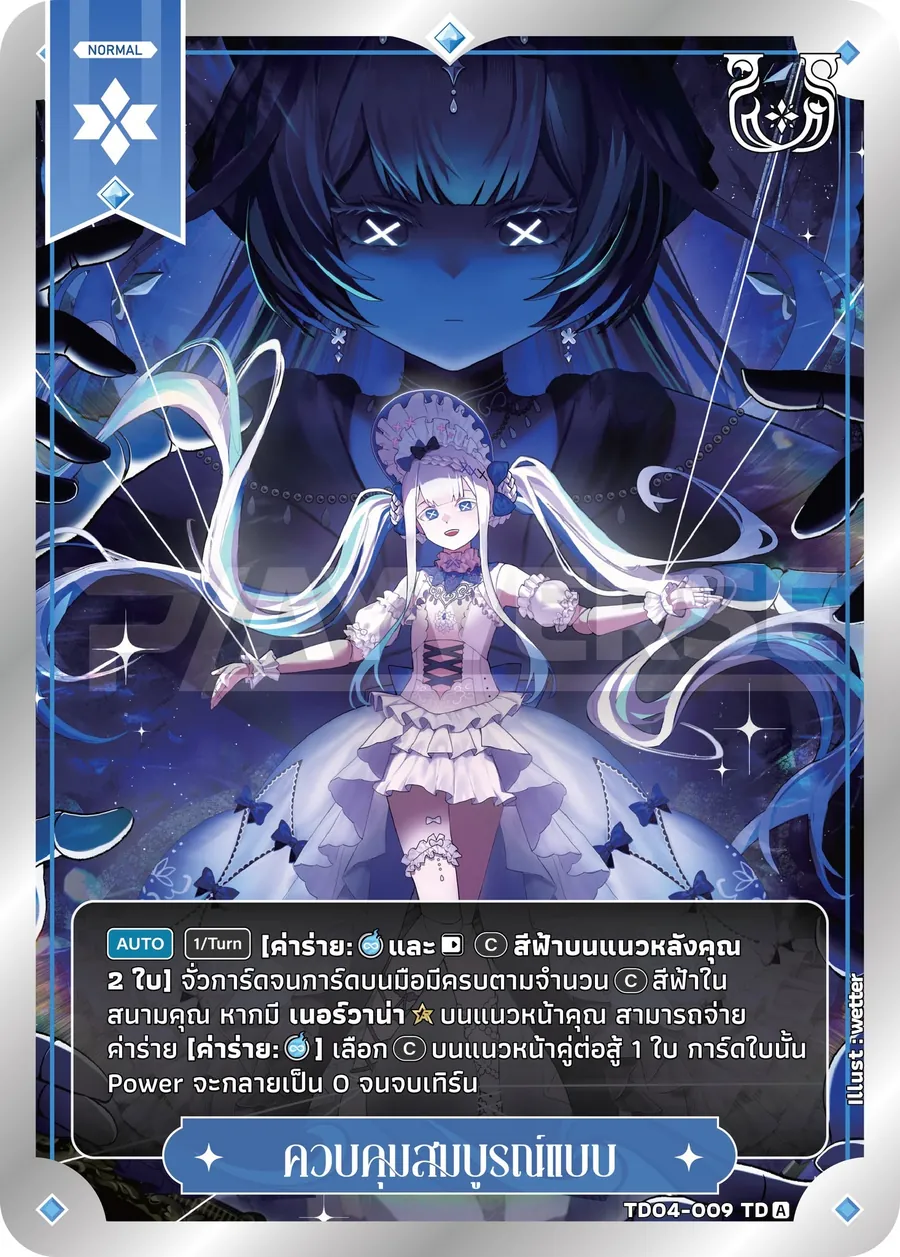 NORMAL
AUTO 1/Turn [ค่าร่าย: และ C สีฟ้าบนแนวหลังคุณ
2 ใบ] จั่วการ์ดจนการ์ดบนมือมีครบตามจำนวน C สีฟ้าใน
สนามคุณ หากมี เนอร์วาน่า บนแนวหน้าคุณ สามารถจ่าย
ค่าร่าย [ค่าร่าย: ] เลือก C บนแนวหน้าคู่ต่อสู้ 1 ใบ การ์ดใบนั้น
Power จะกลายเป็น 0 จนจบเทิร์น
Illust : wetter
ควบคุมสมบูรณ์แบบ
TD04-009 TD A